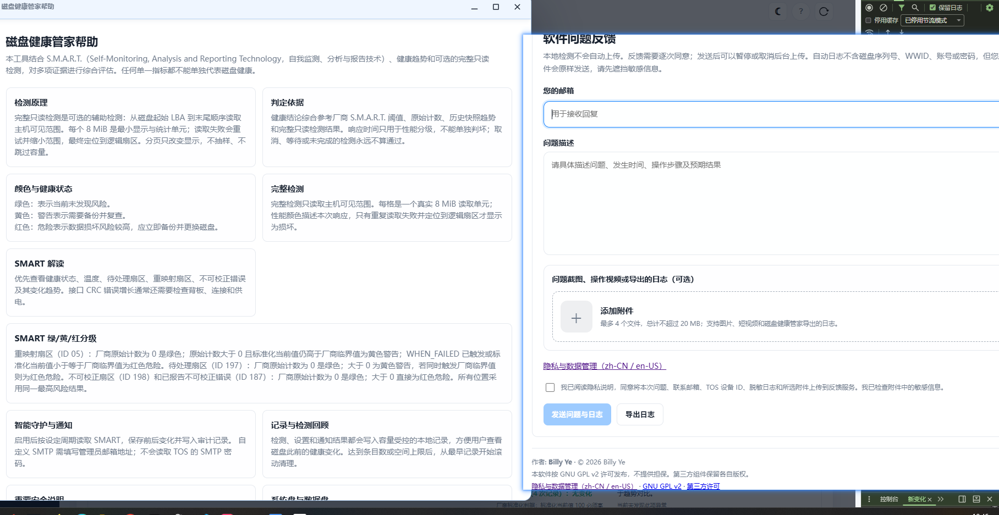 磁盘健康管家帮助
磁盘健康管家帮助
本工具结合 S.M.A.R.T.（Self-Monitoring, Analysis and Reporting Technology，自我监测、分析与报告技术）、健康趋势和可选的完整只读
检测，对多项证据进行综合评估。任何单一指标都不能单独代表磁盘健康。
检测原理
完整只读检测是可选的辅助检测：从磁盘起始 LBA 到末尾顺序读取
主机可见范围。每个 8 MiB 是最小显示与统计单元；读取失败会重
试并缩小范围，最终定位到逻辑扇区。分页只改变显示，不抽样、不
跳过容量。
判定依据
健康结论综合参考厂商 S.M.A.R.T. 阈值、原始计数、历史快照趋势
和完整只读检测结果。响应时间只用于性能分级，不能单独判坏；取
消、等待或未完成的检测永远不算通过。
颜色与健康状态
绿色：表示当前未发现风险。
黄色：警告表示需要备份并复查。
红色：危险表示数据损坏风险较高，应立即备份并更换磁盘。
完整检测
完整检测只读取主机可见范围。每格是一个真实 8 MiB 读取单元；
性能颜色描述本次响应，只有重复读取失败并定位到逻辑扇区才显示
为损坏。
SMART 解读
优先查看健康状态、温度、待处理扇区、重映射扇区、不可校正错误
及其变化趋势。接口 CRC 错误增长通常还需要检查背板、连接和供
电。
SMART 绿/黄/红分级
重映射扇区（ID 05）：厂商原始计数为 0 是绿色；原始计数大于 0 且标准化当前值仍高于厂商临界值为黄色警告；WHEN_FAILED 已触发或标
准化当前值小于等于厂商临界值为红色危险。待处理扇区（ID 197）：厂商原始计数为 0 是绿色；大于 0 为黄色警告，若同时触发厂商临界值
则为红色危险。不可校正扇区（ID 198）和已报告不可校正错误（ID 187）：厂商原始计数为 0 是绿色；大于 0 直接为红色危险。所有位置采
用同一最高风险结果。
智能守护与通知
启用后按设定周期读取 SMART，保存前后变化并写入审计记录。 自
定义 SMTP 需填写管理员邮箱地址；不会读取 TOS 的 SMTP 密
码。
记录与检测回顾
检测、设置和通知结果都会写入容量受控的本地记录，方便用户查看
磁盘此前的健康变化。达到条目数或空间上限后，从最早记录开始滚
动清理。
重要安全说明
系统盘与数据盘
软件问题反馈
本地检测不会自动上传。反馈需要逐次同意；发送后可以暂停或取消后台上传。自动日志不含磁盘序列号、WWID、账号或密码，但您
件会原样发送，请先遮挡敏感信息。
您的邮箱
用于接收回复
问题描述
请具体描述问题、发生时间、操作步骤及预期结果
问题截图、操作视频或导出的日志（可选）
添加附件
最多 4 个文件，总计不超过 20 MB；支持图片、短视频和磁盘健康管家导出的日志。
隐私与数据管理（zh-CN / en-US）
我已阅读隐私说明，同意将本次问题、联系邮箱、TOS 设备 ID、脱敏日志和所选附件上传到反馈服务。我已检查附件中的敏感信息。
发送问题与日志
导出日志
作者: Billy Ye · © 2026 Billy Ye
本软件按 GNU GPL v2 许可发布，不提供担保。第三方组件保留各自版权。
隐私与数据管理（zh-CN / en-US） · GNU GPL v2 · 第三方许可
(4 次记录）：无变化
于趋势对比。
厂商标准化判据：标准化当前值 100 必须高
当前未发现此项异常
保留日志
停用缓存
已停用节流模式
控制台
新变化